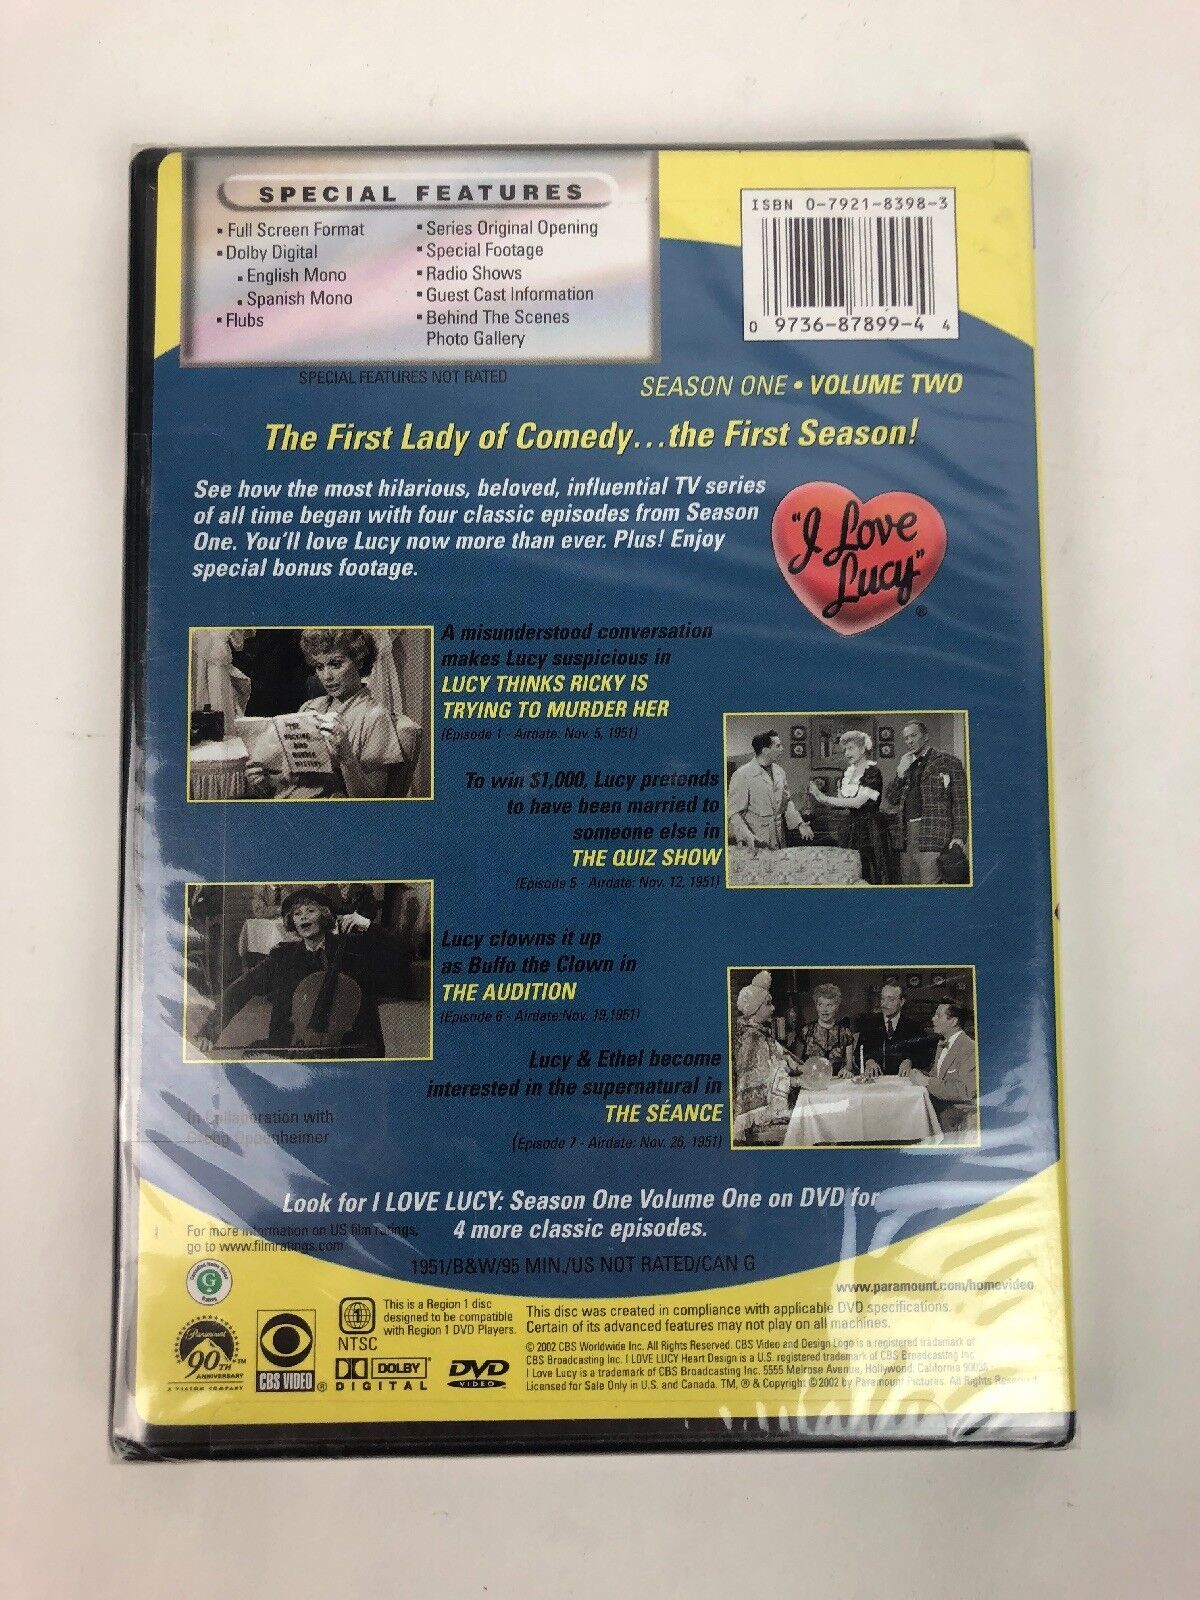 SPECIAL FEATURES
▪ Full Screen Format
▪ Dolby Digital
▪ English Mono
▪ Spanish Mono
▪ Flubs
▪ Series Original Opening
▪ Special Footage
▪ Radio Shows
▪ Guest Cast Information
▪ Behind The Scenes
Photo Gallery
SPECIAL FEATURES NOT RATED
ISBN 0-7921-8398-3
0 9736-87899-4 4
SEASON ONE • VOLUME TWO
The First Lady of Comedy...the First Season!
See how the most hilarious, beloved, influential TV series
of all time began with four classic episodes from Season
One. You'll love Lucy now more than ever. Plus! Enjoy
special bonus footage.
"I Love
Lucy"
®
A misunderstood conversation
makes Lucy suspicious in
LUCY THINKS RICKY IS
TRYING TO MURDER HER
(Episode 1 - Airdate: Nov. 5, 1951)
THE
MOCKING
BIRD
MURDER
MYSTERY
To win $1,000, Lucy pretends
to have been married to
someone else in
THE QUIZ SHOW
(Episode 5 - Airdate: Nov. 12, 1951)
Lucy clowns it up
as Buffo the Clown in
THE AUDITION
(Episode 6 - Airdate:Nov. 19,1951)
Lucy & Ethel become
interested in the supernatural in
THE SÉANCE
(Episode 7 - Airdate: Nov. 26, 1951)
In Collaboration with
Gregg Oppenheimer
Look for I LOVE LUCY: Season One Volume One on DVD for
4 more classic episodes.
For more information on US film ratings,
go to www.filmratings.com
1951/B&W/95 MIN./US NOT RATED/CAN G
G
www.paramount.com/homevideo
Paramount
90TH
ANNIVERSARY
A VIACOM COMPANY
CBS VIDEO ®
1
NTSC
This is a Region 1 disc
designed to be compatible
with Region 1 DVD Players.
DOLBY
DIGITAL
DVD
VIDEO
This disc was created in compliance with applicable DVD specifications.
Certain of its advanced features may not play on all machines.
© 2002 CBS Worldwide Inc. All Rights Reserved. CBS Video and Design Logo is a registered trademark of
CBS Broadcasting Inc. I LOVE LUCY Heart Design is a U.S. registered trademark of CBS Broadcasting Inc.
I Love Lucy is a trademark of CBS Broadcasting Inc. 5555 Melrose Avenue, Hollywood, California 90038
Licensed for Sale Only in U.S. and Canada. TM, ® & Copyright © 2002 by Paramount Pictures. All Rights Reserved